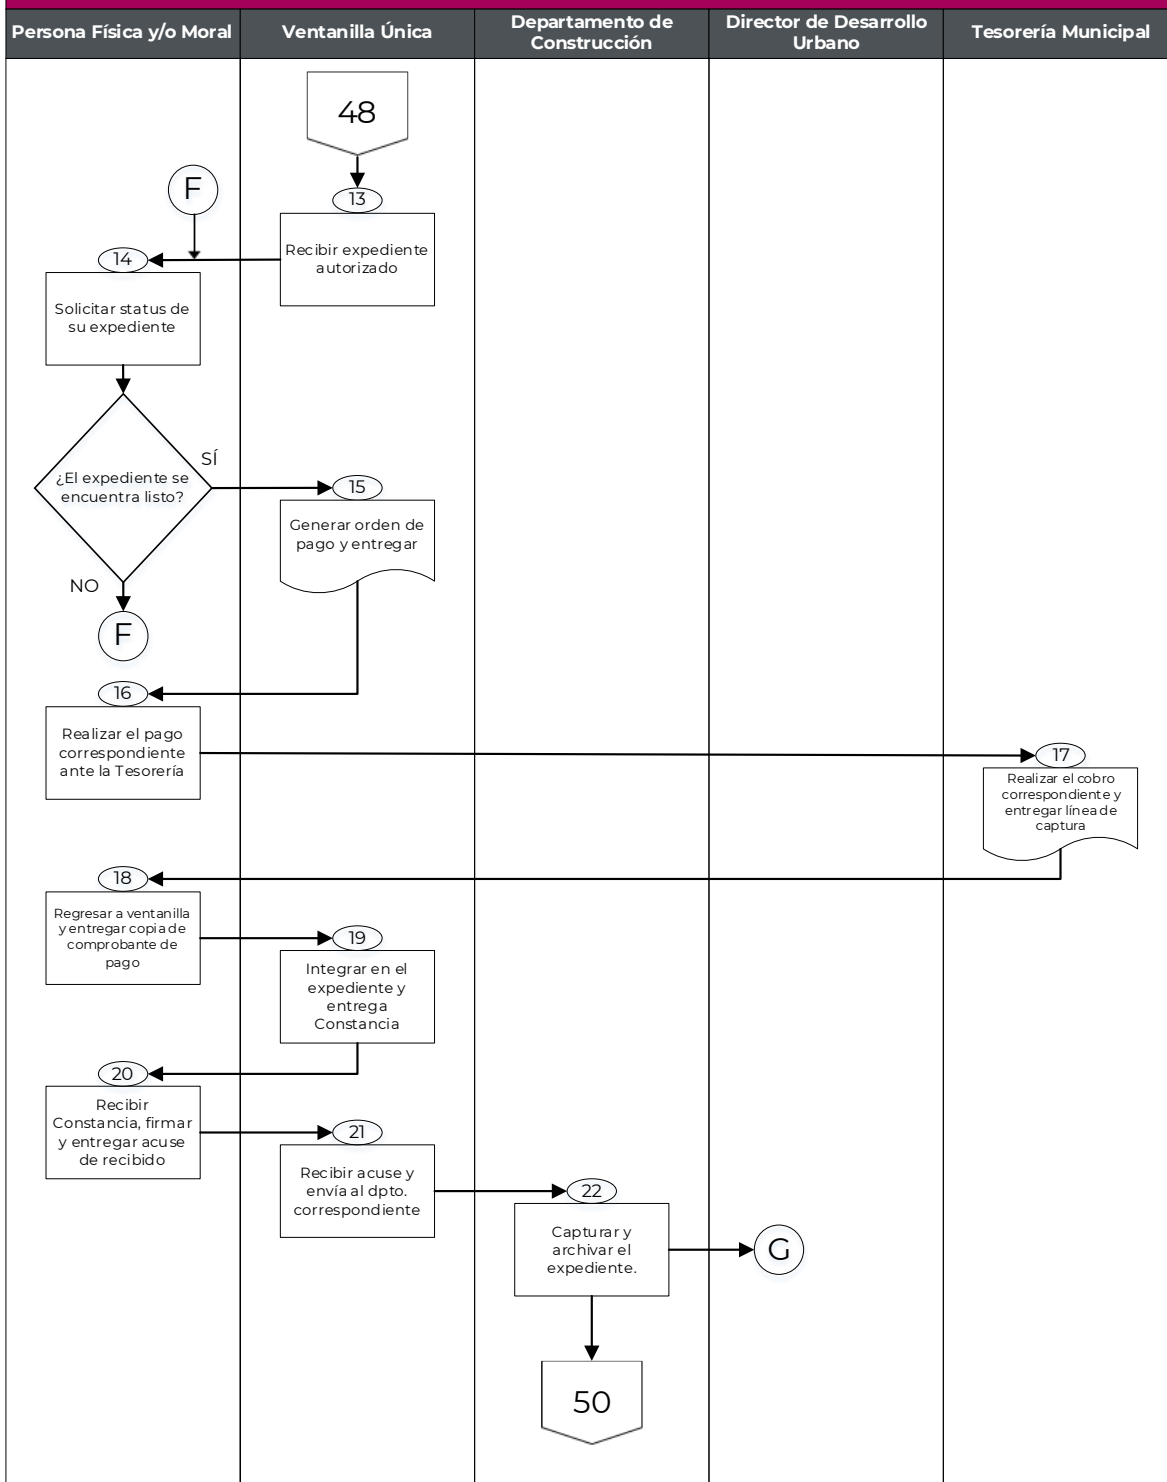 Persona Física y/o Moral
Ventanilla Única
Departamento de
Construcción
Director de Desarrollo
Urbano
Tesorería Municipal
48
F
13
Recibir expediente
autorizado
14
Solicitar status de
su expediente
¿El expediente se
encuentra listo?
SÍ
15
Generar orden de
pago y entregar
NO
F
16
Realizar el pago
correspondiente
ante la Tesorería
17
Realizar el cobro
correspondiente y
entregar línea de
captura
18
Regresar a ventanilla
y entregar copia de
comprobante de
pago
19
Integrar en el
expediente y
entrega
Constancia
20
Recibir
Constancia, firmar
y entregar acuse
de recibido
21
Recibir acuse y
envía al dpto.
correspondiente
22
Capturar y
archivar el
expediente.
G
50